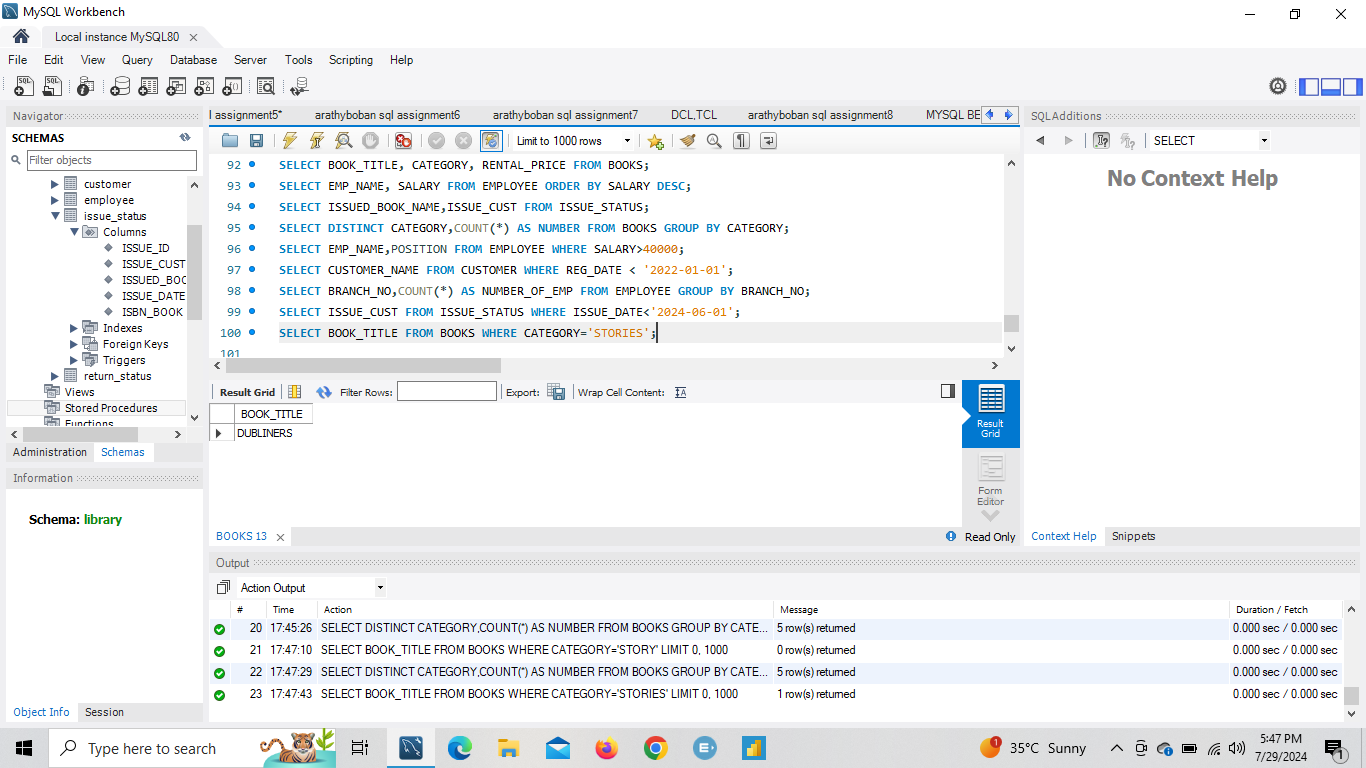 MySQL Workbench
Local instance MySQL80
File Edit View Query Database Server Tools Scripting Help
Navigator
SCHEMAS
Filter objects
customer
employee
issue_status
Columns
ISSUE_ID
ISSUE_CUST
ISSUED_BOO
ISSUE_DATE
ISBN_BOOK
Indexes
Foreign Keys
Triggers
return_status
Views
Stored Procedures
Functions
Administration Schemas
Information
Schema: library
Object Info Session
l assignment5* arathyboban sql assignment6 arathyboban sql assignment7 DCL,TCL arathyboban sql assignment8 MYSQL BE
Limit to 1000 rows
92 SELECT BOOK_TITLE, CATEGORY, RENTAL_PRICE FROM BOOKS;
93 SELECT EMP_NAME, SALARY FROM EMPLOYEE ORDER BY SALARY DESC;
94 SELECT ISSUED_BOOK_NAME,ISSUE_CUST FROM ISSUE_STATUS;
95 SELECT DISTINCT CATEGORY,COUNT(*) AS NUMBER FROM BOOKS GROUP BY CATEGORY;
96 SELECT EMP_NAME,POSITION FROM EMPLOYEE WHERE SALARY>40000;
97 SELECT CUSTOMER_NAME FROM CUSTOMER WHERE REG_DATE < '2022-01-01';
98 SELECT BRANCH_NO,COUNT(*) AS NUMBER_OF_EMP FROM EMPLOYEE GROUP BY BRANCH_NO;
99 SELECT ISSUE_CUST FROM ISSUE_STATUS WHERE ISSUE_DATE<'2024-06-01';
100 SELECT BOOK_TITLE FROM BOOKS WHERE CATEGORY='STORIES';
101
Result Grid Filter Rows: Export: Wrap Cell Content:
BOOK_TITLE
DUBLINERS
Result Grid
Form Editor
BOOKS 13
Read Only
SQLAdditions
SELECT
No Context Help
Context Help Snippets
Output
Action Output
# Time Action Message Duration / Fetch
20 17:45:26 SELECT DISTINCT CATEGORY,COUNT(*) AS NUMBER FROM BOOKS GROUP BY CATE... 5 row(s) returned 0.000 sec / 0.000 sec
21 17:47:10 SELECT BOOK_TITLE FROM BOOKS WHERE CATEGORY='STORY' LIMIT 0, 1000 0 row(s) returned 0.000 sec / 0.000 sec
22 17:47:29 SELECT DISTINCT CATEGORY,COUNT(*) AS NUMBER FROM BOOKS GROUP BY CATE... 5 row(s) returned 0.000 sec / 0.000 sec
23 17:47:43 SELECT BOOK_TITLE FROM BOOKS WHERE CATEGORY='STORIES' LIMIT 0, 1000 1 row(s) returned 0.000 sec / 0.000 sec
Type here to search
1
35°C Sunny
5:47 PM
7/29/2024
1